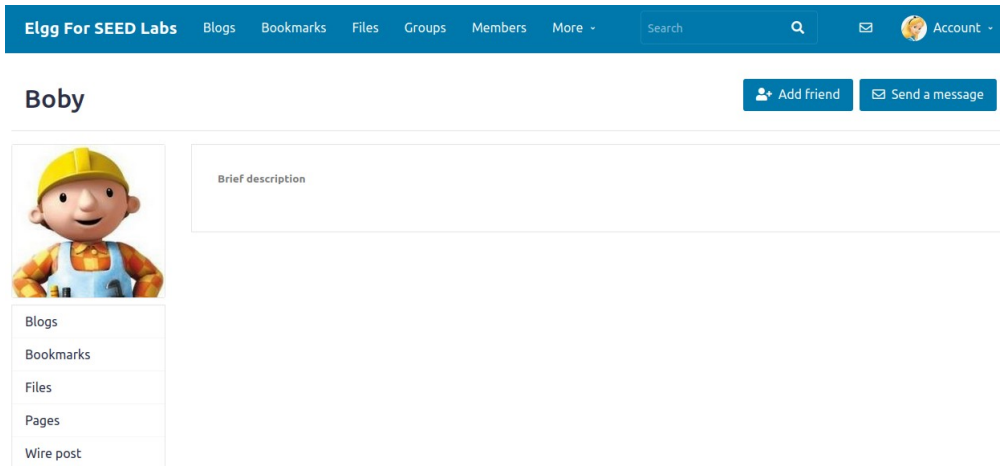 Elgg For SEED Labs Blogs Bookmarks Files Groups Members More Search Account
Boby
Add friend Send a message
Brief description
Blogs
Bookmarks
Files
Pages
Wire post